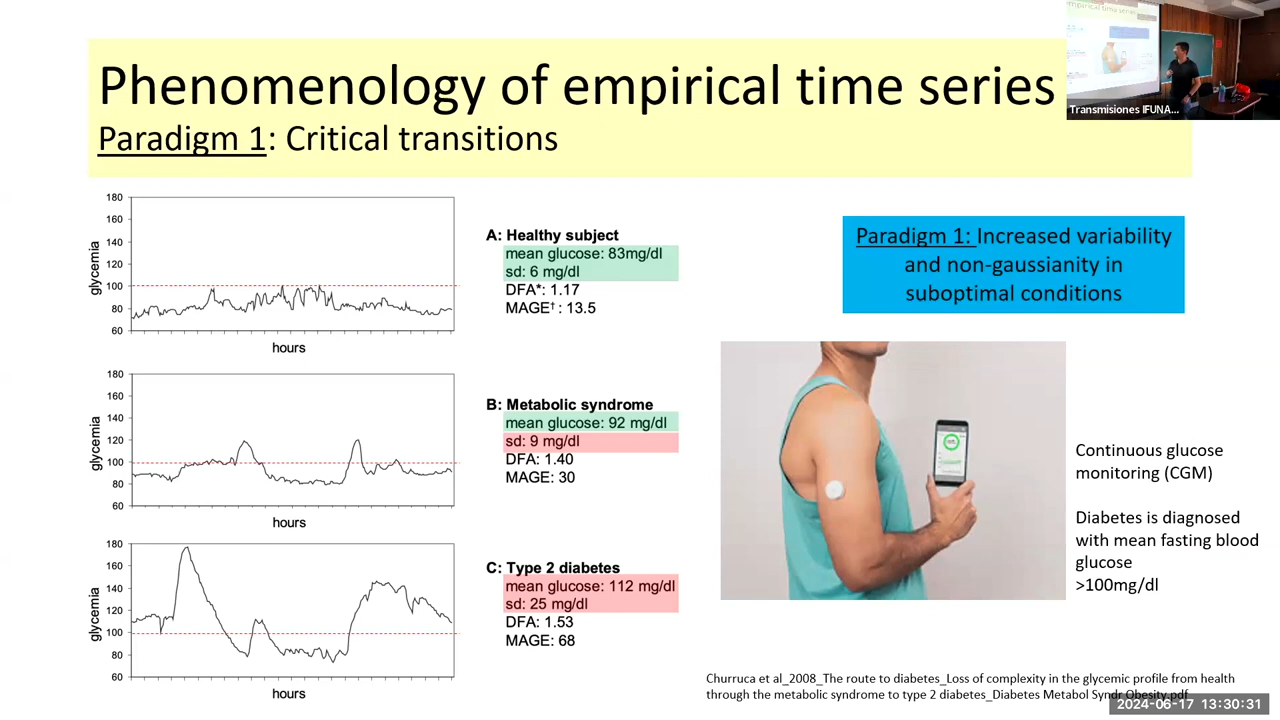 Phenomenology of empirical time series
Paradigm 1: Critical transitions
Transmisiones IFUNA...
180
160
140
120
100
80
60
glycemia
hours
A: Healthy subject
mean glucose: 83mg/dl
sd: 6 mg/dl
DFA*: 1.17
MAGE† : 13.5
Paradigm 1: Increased variability
and non-gaussianity in
suboptimal conditions
180
160
140
120
100
80
60
glycemia
hours
B: Metabolic syndrome
mean glucose: 92 mg/dl
sd: 9 mg/dl
DFA: 1.40
MAGE: 30
180
160
140
120
100
80
60
glycemia
hours
C: Type 2 diabetes
mean glucose: 112 mg/dl
sd: 25 mg/dl
DFA: 1.53
MAGE: 68
Continuous glucose
monitoring (CGM)
Diabetes is diagnosed
with mean fasting blood
glucose
>100mg/dl
Churruca et al_2008_The route to diabetes_Loss of complexity in the glycemic profile from health
through the metabolic syndrome to type 2 diabetes_Diabetes Metabol Syndr Obesity.pdf
2024-06-17 13:30:31